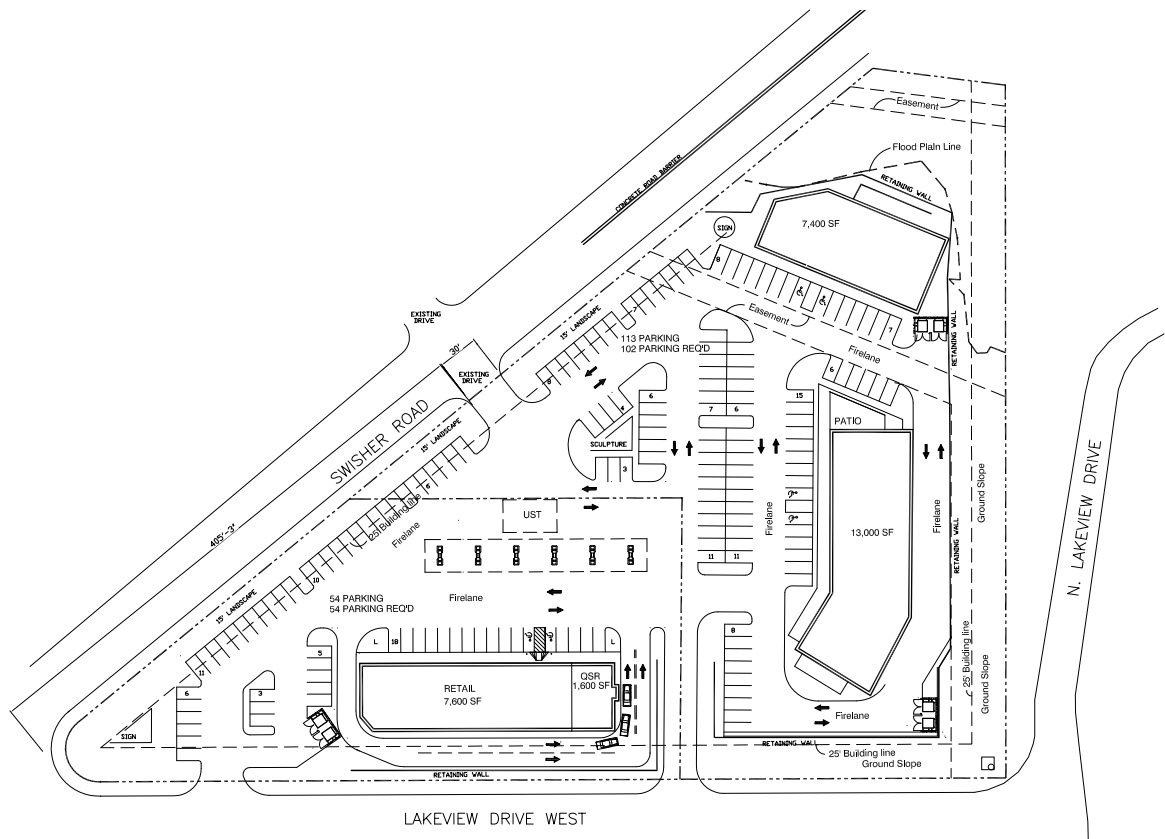 Easement
Flood Plain Line
CONCRETE ROAD BARRIER
RETAINING WALL
SIGN
7,400 SF
8
EXISTING
DRIVE
15' LANDSCAPE
Easement
7
RETAINING WALL
113 PARKING
102 PARKING REQ'D
30'
Firelane
EXISTING
DRIVE
8
6
SWISHER ROAD
15' LANDSCAPE
4
6
7
6
15
PATIO
SCULPTURE
3
N. LAKEVIEW DRIVE
Ground Slope
6
25' Building line
Firelane
UST
Firelane
Firelane
13,000 SF
405'-3"
RETAINING WALL
11
11
10
15' LANDSCAPE
54 PARKING
54 PARKING REQ'D
Firelane
L
18
L
8
5
25' Building line
Ground Slope
11
6
3
RETAIL
7,600 SF
QSR
1,600 SF
Firelane
SIGN
RETAINING WALL
25' Building line
Ground Slope
RETAINING WALL
LAKEVIEW DRIVE WEST